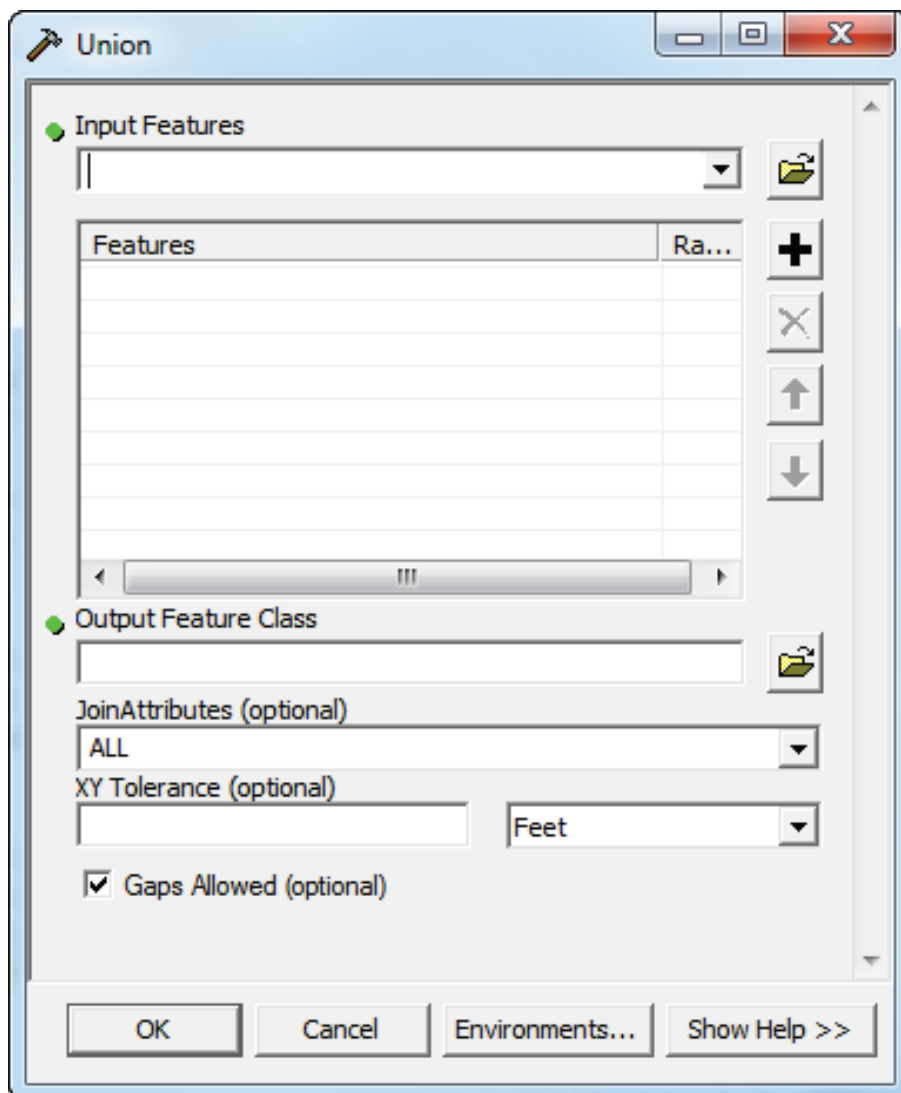 Union
Input Features
Features Ra...
Output Feature Class
JoinAttributes (optional)
ALL
XY Tolerance (optional)
Feet
Gaps Allowed (optional)
OK Cancel Environments... Show Help >>